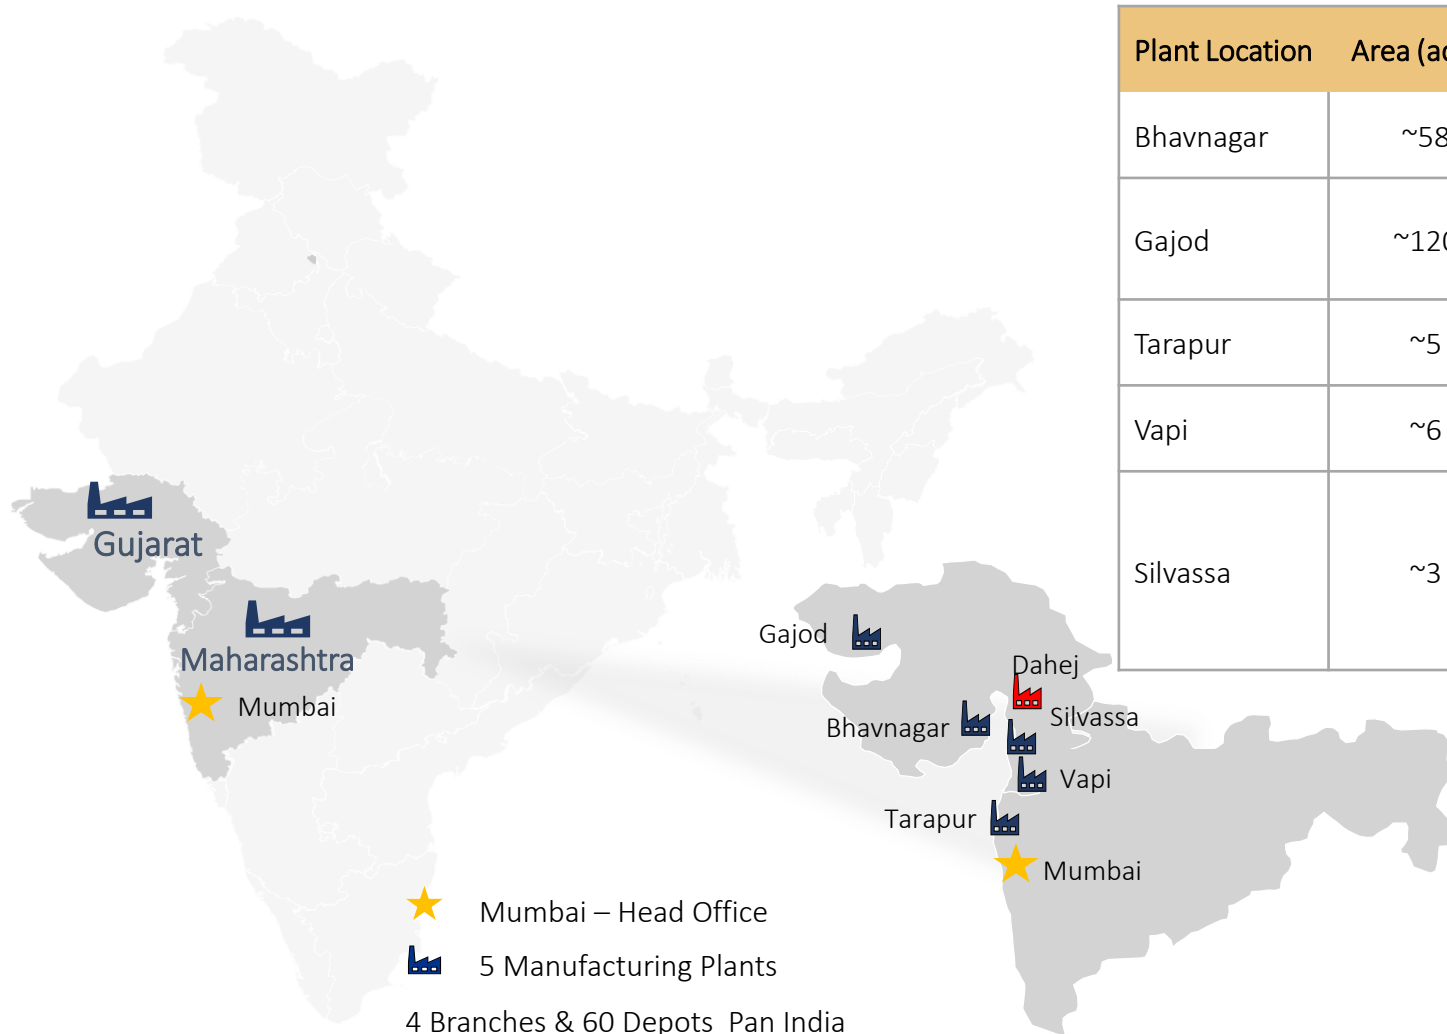 Plant Location Area (ac
Bhavnagar ~58
Gajod ~120
Tarapur ~5
Vapi ~6
Silvassa ~3
Gujarat
Maharashtra
Mumbai
Gajod
Dahej
Silvassa
Bhavnagar
Vapi
Tarapur
Mumbai
Mumbai – Head Office
5 Manufacturing Plants
4 Branches & 60 Depots Pan India